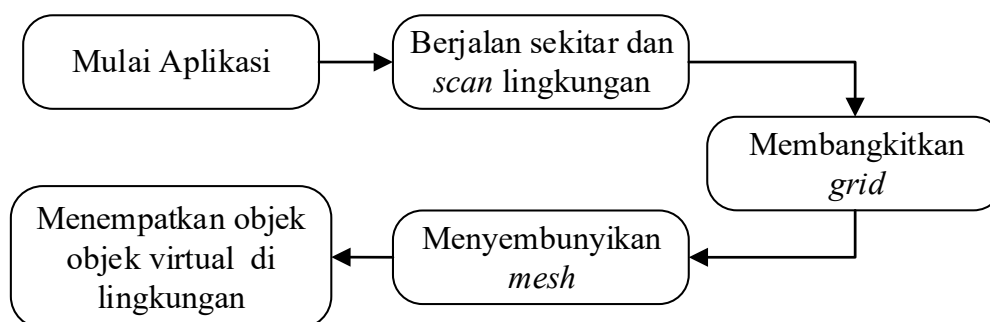 Mulai Aplikasi
Berjalan sekitar dan
scan lingkungan
Membangkitkan
grid
Menyembunyikan
mesh
Menempatkan objek
objek virtual di
lingkungan